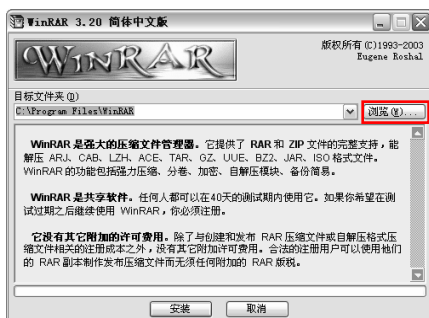 WinRAR 3.20 简体中文版
WINRAR
版权所有 (C)1993-2003
Eugene Roshal
目标文件夹(D)
C:\Program Files\WinRAR
浏览(W)...
WinRAR 是强大的压缩文件管理器。它提供了 RAR 和 ZIP 文件的完整支持，能
解压 ARJ、CAB、LZH、ACE、TAR、GZ、UUE、BZ2、JAR、ISO 格式文件。
WinRAR 的功能包括强力压缩、分卷、加密、自解压模块、备份简易。
WinRAR 是共享软件。任何人都可以在40天的测试期内使用它。如果你希望在测
试过期之后继续使用 WinRAR，你必须注册。
它没有其它附加的许可费用。除了与创建和发布 RAR 压缩文件或自解压格式压
缩文件相关的注册成本之外，没有其它附加许可费用。合法的注册用户可以使用他们
的 RAR 副本制作发布压缩文件而无须任何附加的 RAR 版税。
安装
取消